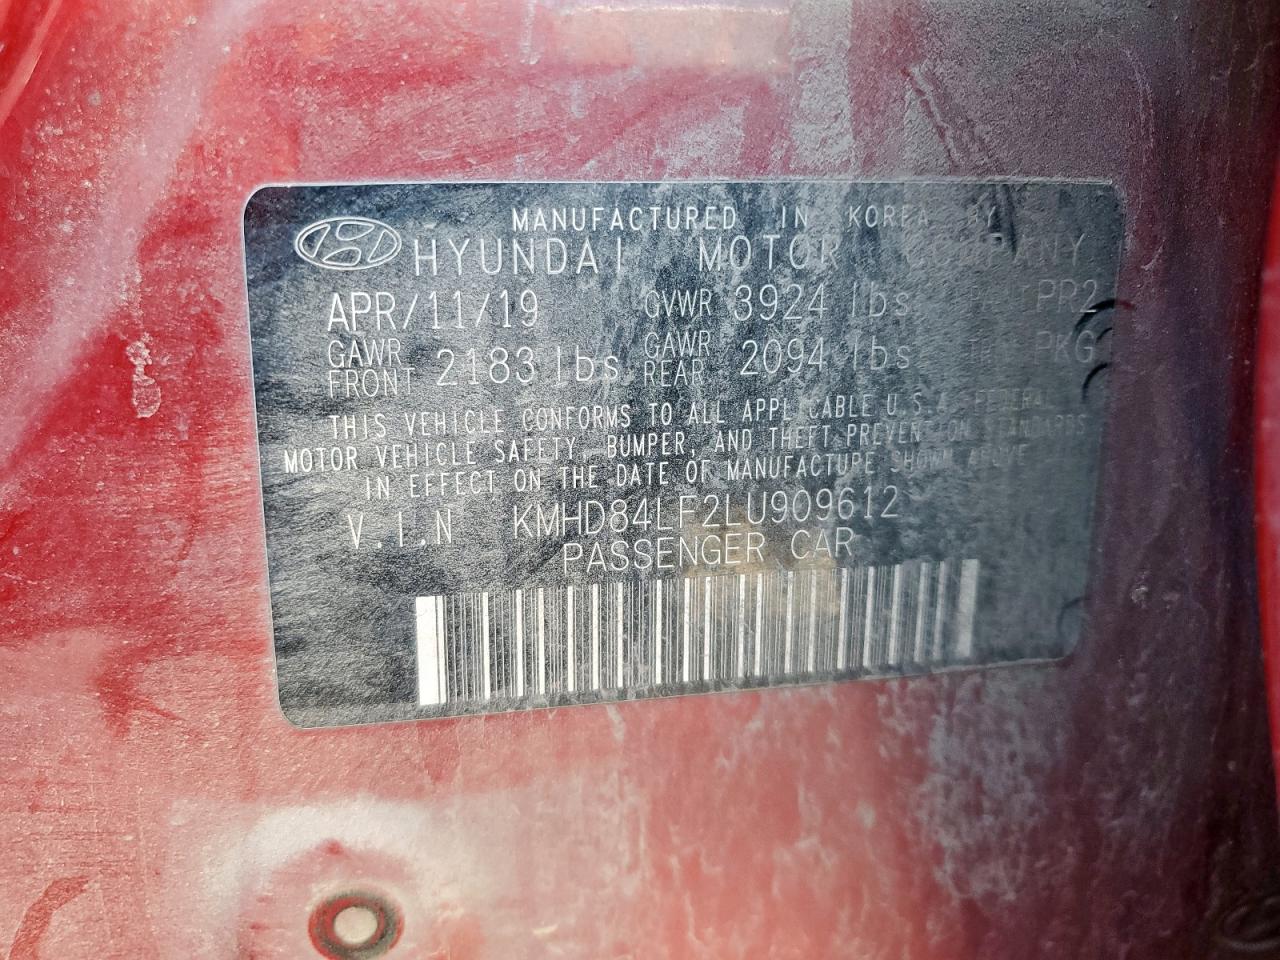 MANUFACTURED IN KOREA BY
HYUNDAI MOTOR COMPANY
APR/11/19 GVWR 3924 lbs PAINT PR2
GAWR FRONT 2183 lbs GAWR REAR 2094 lbs TRIM PKG
THIS VEHICLE CONFORMS TO ALL APPLICABLE U.S.A. FEDERAL
MOTOR VEHICLE SAFETY, BUMPER, AND THEFT PREVENTION STANDARDS
IN EFFECT ON THE DATE OF MANUFACTURE SHOWN ABOVE
V.I.N KMHD84LF2LU909612
PASSENGER CAR